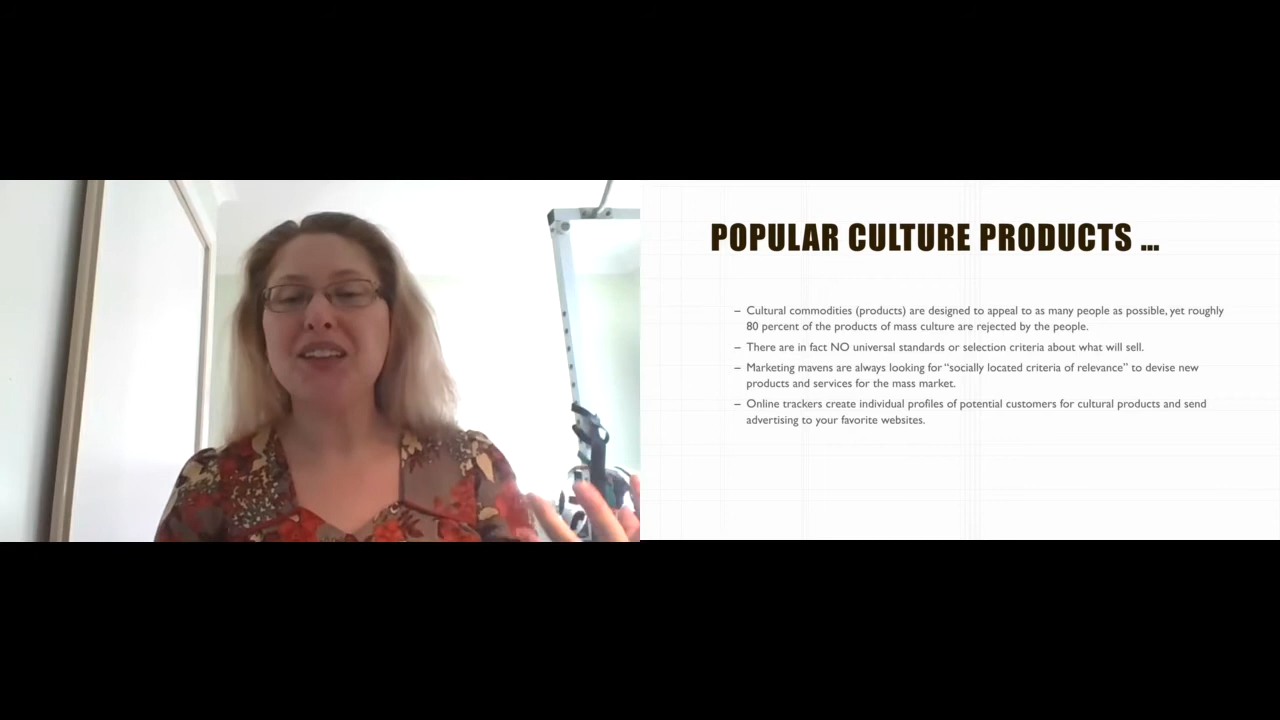 POPULAR CULTURE PRODUCTS ...
– Cultural commodities (products) are designed to appeal to as many people as possible, yet roughly
80 percent of the products of mass culture are rejected by the people.
– There are in fact NO universal standards or selection criteria about what will sell.
– Marketing mavens are always looking for “socially located criteria of relevance” to devise new
products and services for the mass market.
– Online trackers create individual profiles of potential customers for cultural products and send
advertising to your favorite websites.